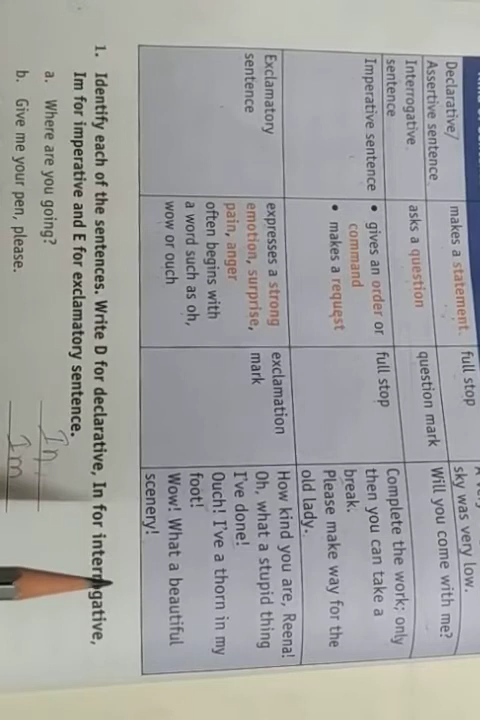 Declarative/
Assertive sentence
makes a statement.
full stop
sky was very low.
Interrogative
sentence
asks a question
question mark
Will you come with me?
Imperative sentence
• gives an order or
command
• makes a request
full stop
Complete the work; only
then you can take a
break.
Please make way for the
old lady.
Exclamatory
sentence
expresses a strong
emotion, surprise,
pain, anger
often begins with
a word such as oh,
wow or ouch
exclamation
mark
How kind you are, Reena!
Oh, what a stupid thing
I've done!
Ouch! I've a thorn in my
foot!
Wow! What a beautiful
scenery!
1. Identify each of the sentences. Write D for declarative, In for interrogative,
Im for imperative and E for exclamatory sentence.
a. Where are you going? In
b. Give me your pen, please. Im